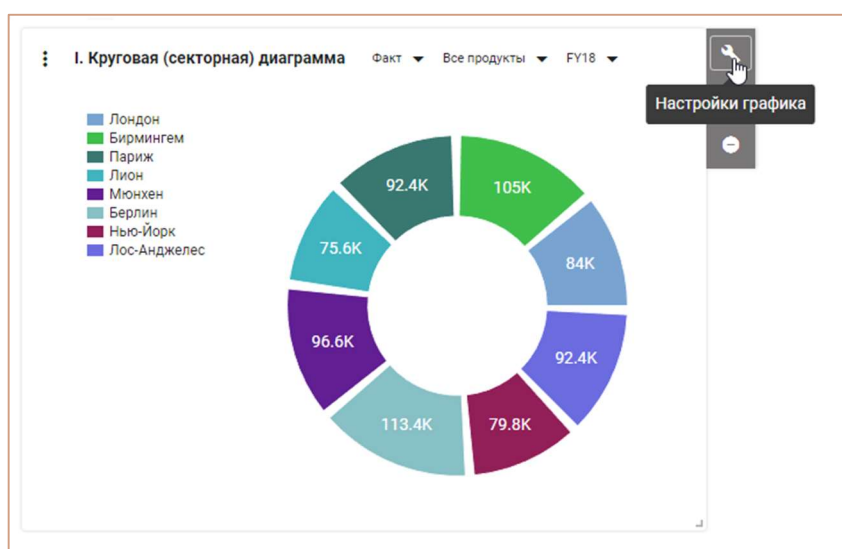 I. Круговая (секторная) диаграмма Факт Все продукты FY18
Настройки графика
Лондон
Бирмингем
Париж
Лион
Мюнхен
Берлин
Нью-Йорк
Лос-Анджелес
92.4K
105K
75.6K
84K
96.6K
92.4K
113.4K
79.8K